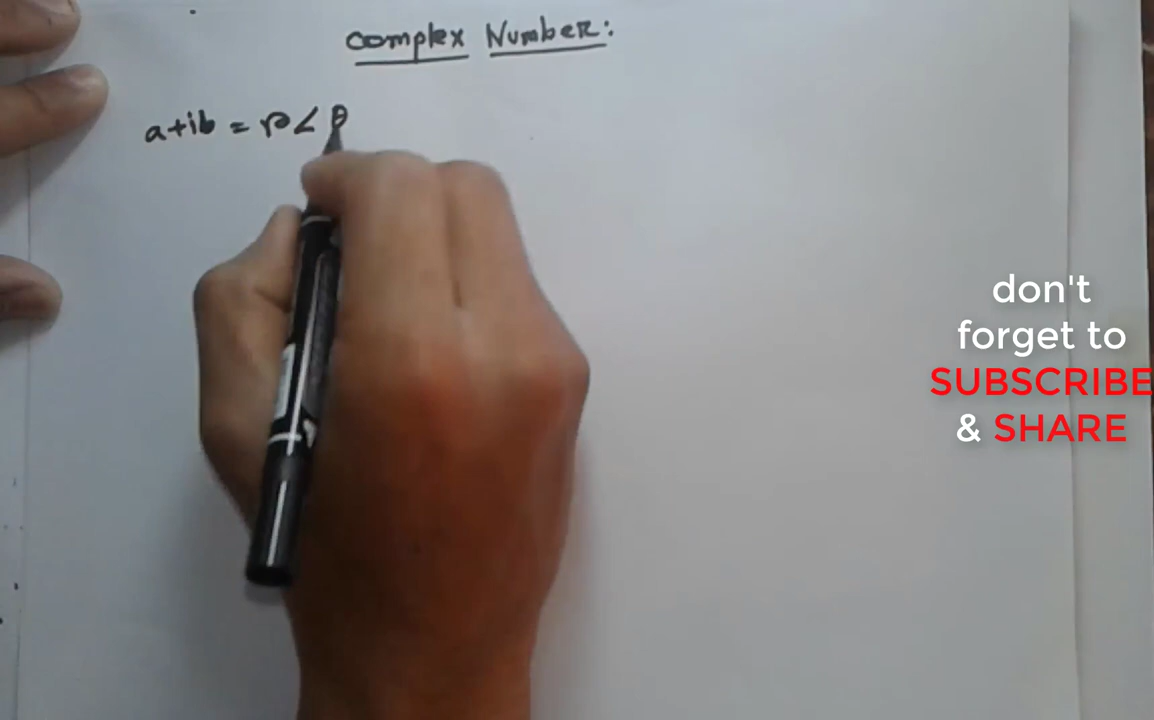 Complex Number:
a+ib = r∠θ
don't
forget to
SUBSCRIBE
& SHARE